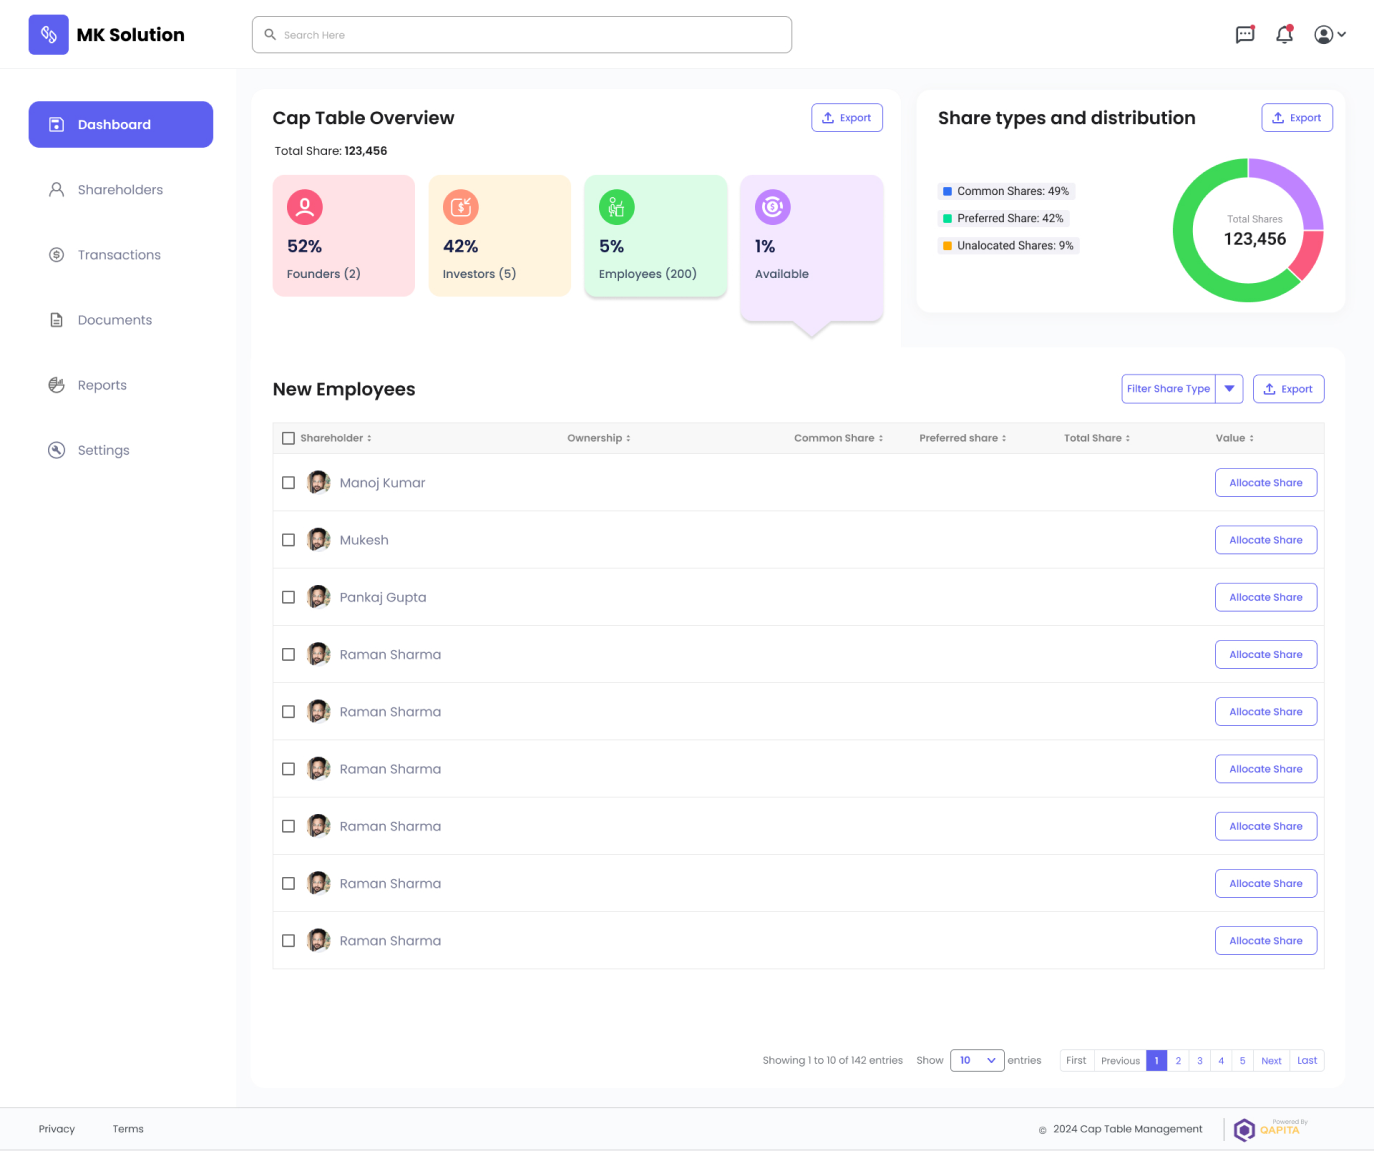 MK Solution
Search Here
Dashboard
Shareholders
Transactions
Documents
Reports
Settings
Cap Table Overview
Export
Total Share: 123,456
52%
Founders (2)
42%
Investors (5)
5%
Employees (200)
1%
Available
Share types and distribution
Export
Common Shares: 49%
Preferred Share: 42%
Unalocated Shares: 9%
Total Shares
123,456
New Employees
Filter Share Type
Export
Shareholder Ownership Common Share Preferred share Total Share Value
Manoj Kumar Allocate Share
Mukesh Allocate Share
Pankaj Gupta Allocate Share
Raman Sharma Allocate Share
Raman Sharma Allocate Share
Raman Sharma Allocate Share
Raman Sharma Allocate Share
Raman Sharma Allocate Share
Raman Sharma Allocate Share
Showing 1 to 10 of 142 entries Show 10 entries First Previous 1 2 3 4 5 Next Last
Privacy Terms
© 2024 Cap Table Management
Powered By
QAPITA